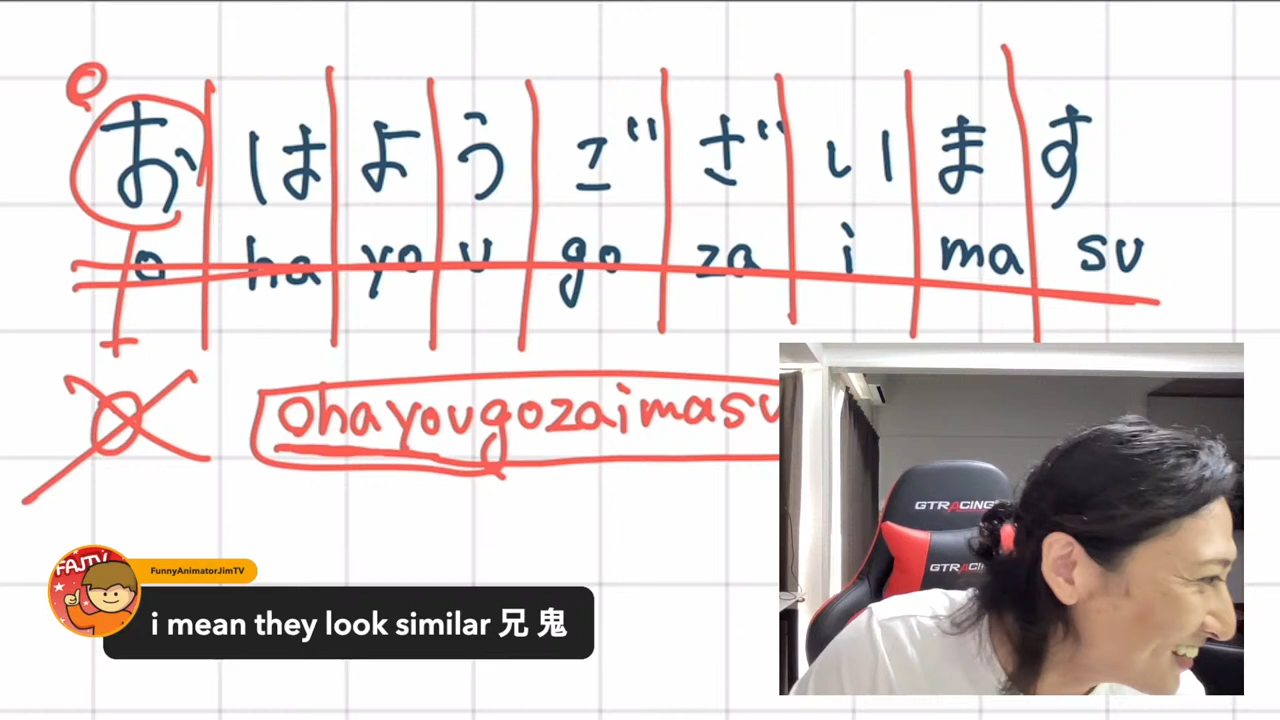 おはようございます
o ha yo u go za i ma su
ohayougozaimasu
GTRACING
GTRACING
FAJTV
FunnyAnimatorJimTV
i mean they look similar 兄 鬼